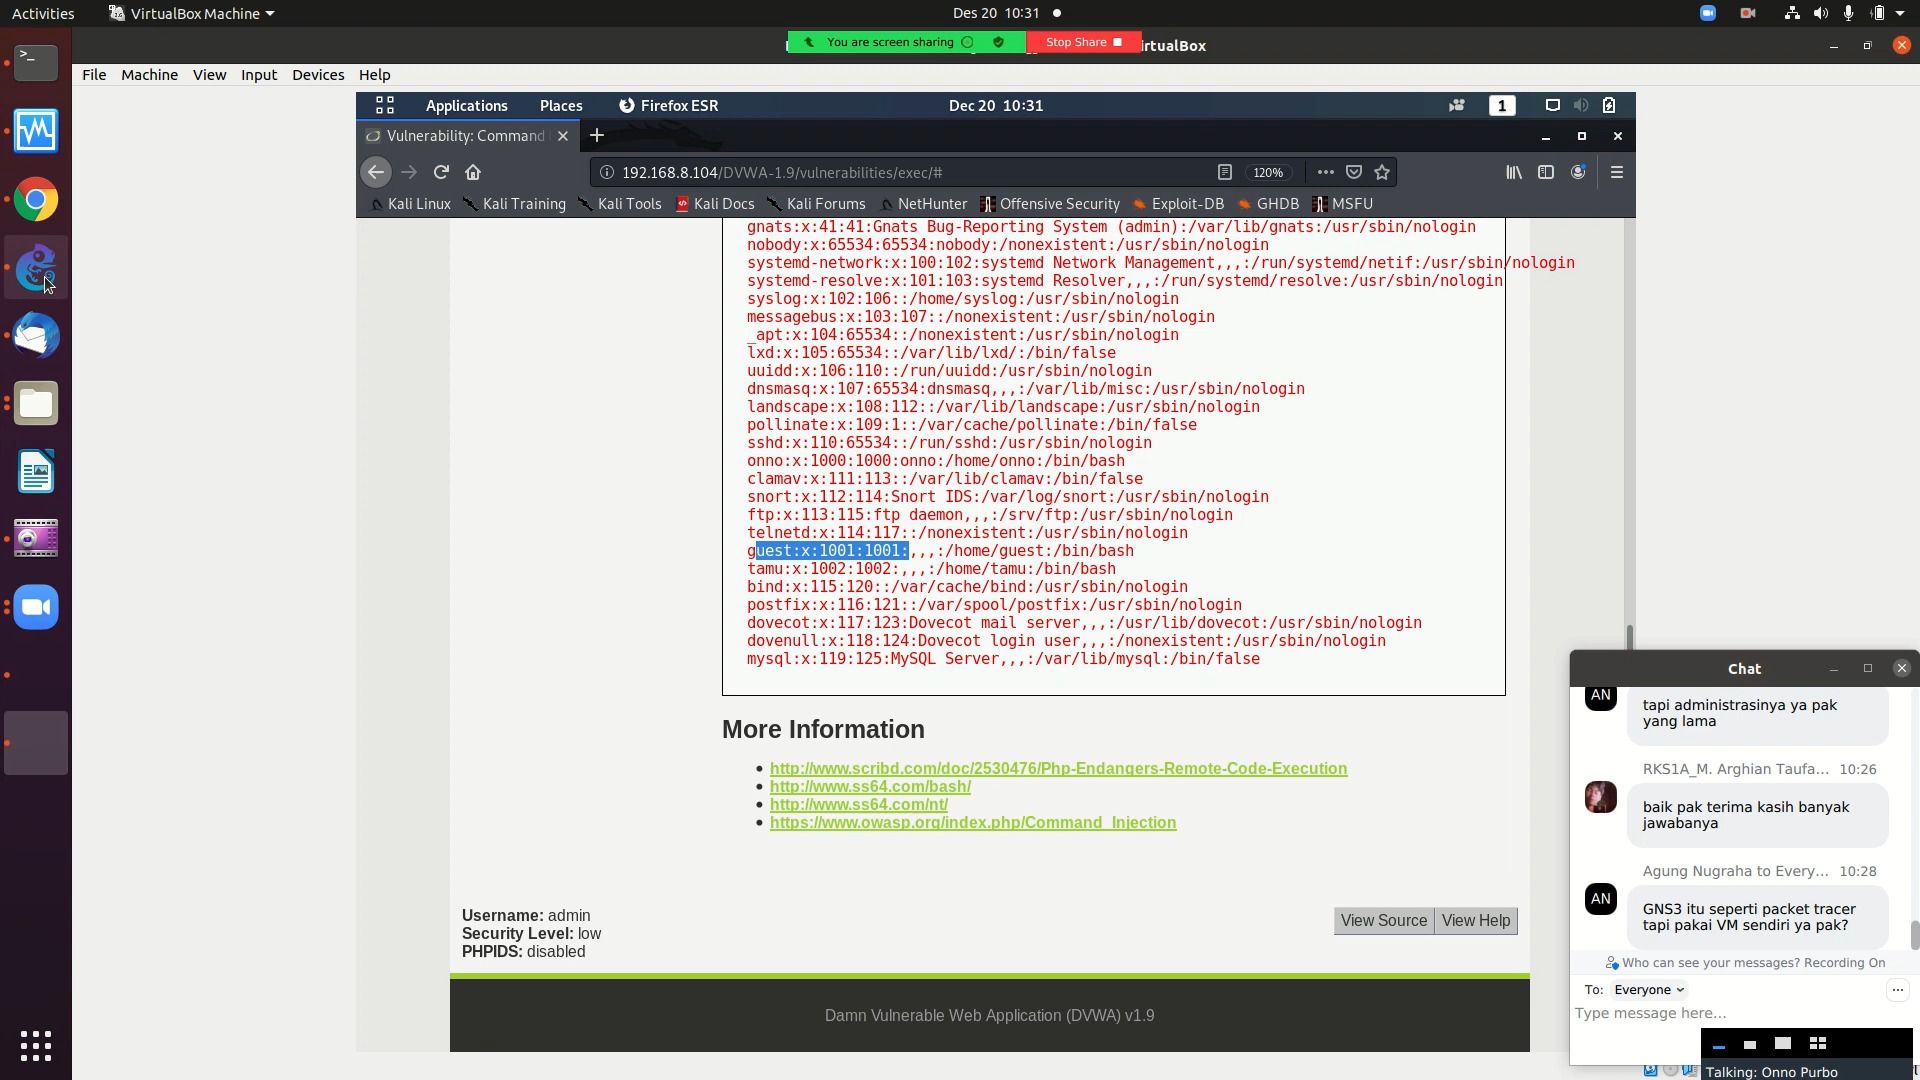 Activities
VirtualBox Machine
Des 20 10:31
You are screen sharing
Stop Share
rtualBox
File Machine View Input Devices Help
Applications Places Firefox ESR
Dec 20 10:31
1
Vulnerability: Command
192.168.8.104/DVWA-1.9/vulnerabilities/exec/#
120%
Kali Linux Kali Training Kali Tools Kali Docs Kali Forums NetHunter Offensive Security Exploit-DB GHDB MSFU
gnats:x:41:41:Gnats Bug-Reporting System (admin):/var/lib/gnats:/usr/sbin/nologin
nobody:x:65534:65534:nobody:/nonexistent:/usr/sbin/nologin
systemd-network:x:100:102:systemd Network Management,,,:/run/systemd/netif:/usr/sbin/nologin
systemd-resolve:x:101:103:systemd Resolver,,,:/run/systemd/resolve:/usr/sbin/nologin
syslog:x:102:106::/home/syslog:/usr/sbin/nologin
messagebus:x:103:107::/nonexistent:/usr/sbin/nologin
_apt:x:104:65534::/nonexistent:/usr/sbin/nologin
lxd:x:105:65534::/var/lib/lxd/:/bin/false
uuidd:x:106:110::/run/uuidd:/usr/sbin/nologin
dnsmasq:x:107:65534:dnsmasq,,,:/var/lib/misc:/usr/sbin/nologin
landscape:x:108:112::/var/lib/landscape:/usr/sbin/nologin
pollinate:x:109:1::/var/cache/pollinate:/bin/false
sshd:x:110:65534::/run/sshd:/usr/sbin/nologin
onno:x:1000:1000:onno:/home/onno:/bin/bash
clamav:x:111:113::/var/lib/clamav:/bin/false
snort:x:112:114:Snort IDS:/var/log/snort:/usr/sbin/nologin
ftp:x:113:115:ftp daemon,,,:/srv/ftp:/usr/sbin/nologin
telnetd:x:114:117::/nonexistent:/usr/sbin/nologin
guest:x:1001:1001:,,,:/home/guest:/bin/bash
tamu:x:1002:1002:,,,:/home/tamu:/bin/bash
bind:x:115:120::/var/cache/bind:/usr/sbin/nologin
postfix:x:116:121::/var/spool/postfix:/usr/sbin/nologin
dovecot:x:117:123:Dovecot mail server,,,:/usr/lib/dovecot:/usr/sbin/nologin
dovenull:x:118:124:Dovecot login user,,,:/nonexistent:/usr/sbin/nologin
mysql:x:119:125:MySQL Server,,,:/var/lib/mysql:/bin/false
More Information
http://www.scribd.com/doc/2530476/Php-Endangers-Remote-Code-Execution
http://www.ss64.com/bash/
http://www.ss64.com/nt/
https://www.owasp.org/index.php/Command_Injection
Username: admin
Security Level: low
PHPIDS: disabled
View Source View Help
Damn Vulnerable Web Application (DVWA) v1.9
Chat
AN
tapi administrasinya ya pak
yang lama
RKS1A_M. Arghian Taufa... 10:26
baik pak terima kasih banyak
jawabanya
Agung Nugraha to Every... 10:28
AN
GNS3 itu seperti packet tracer
tapi pakai VM sendiri ya pak?
Who can see your messages? Recording On
To: Everyone
Type message here...
Talking: Onno Purbo